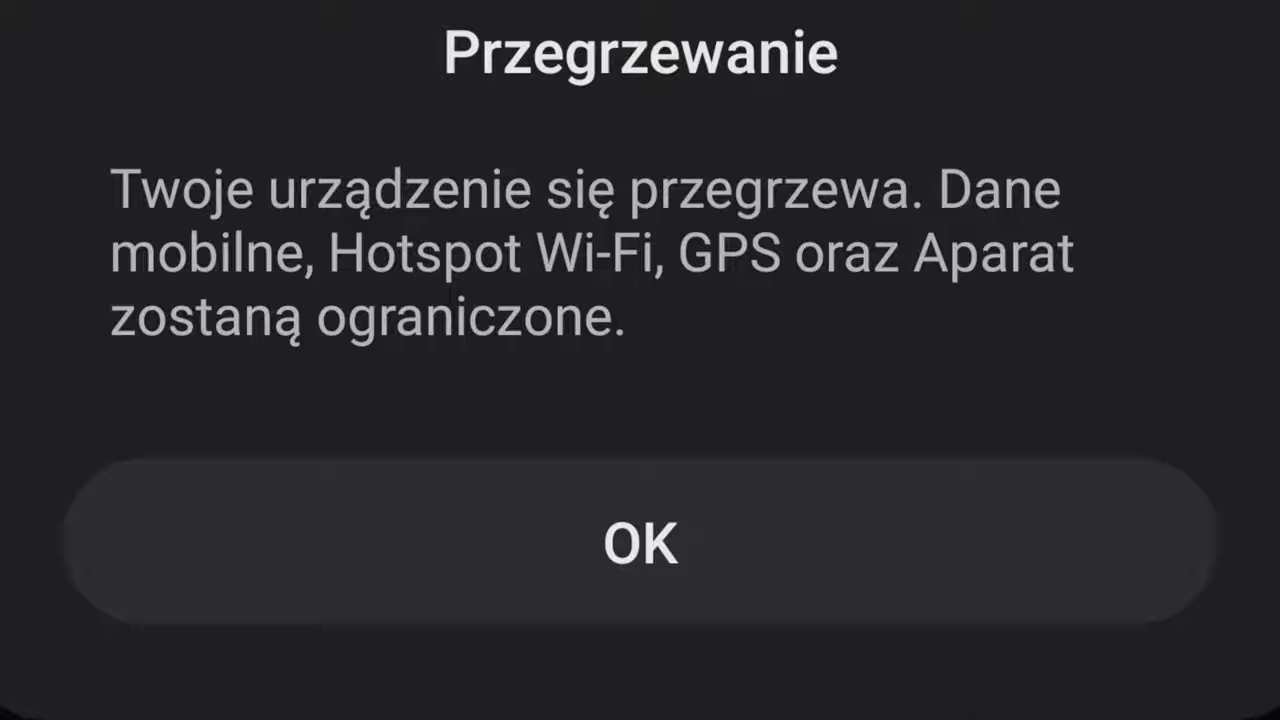 Przegrzewanie
Twoje urządzenie się przegrzewa. Dane
mobilne, Hotspot Wi-Fi, GPS oraz Aparat
zostaną ograniczone.
OK